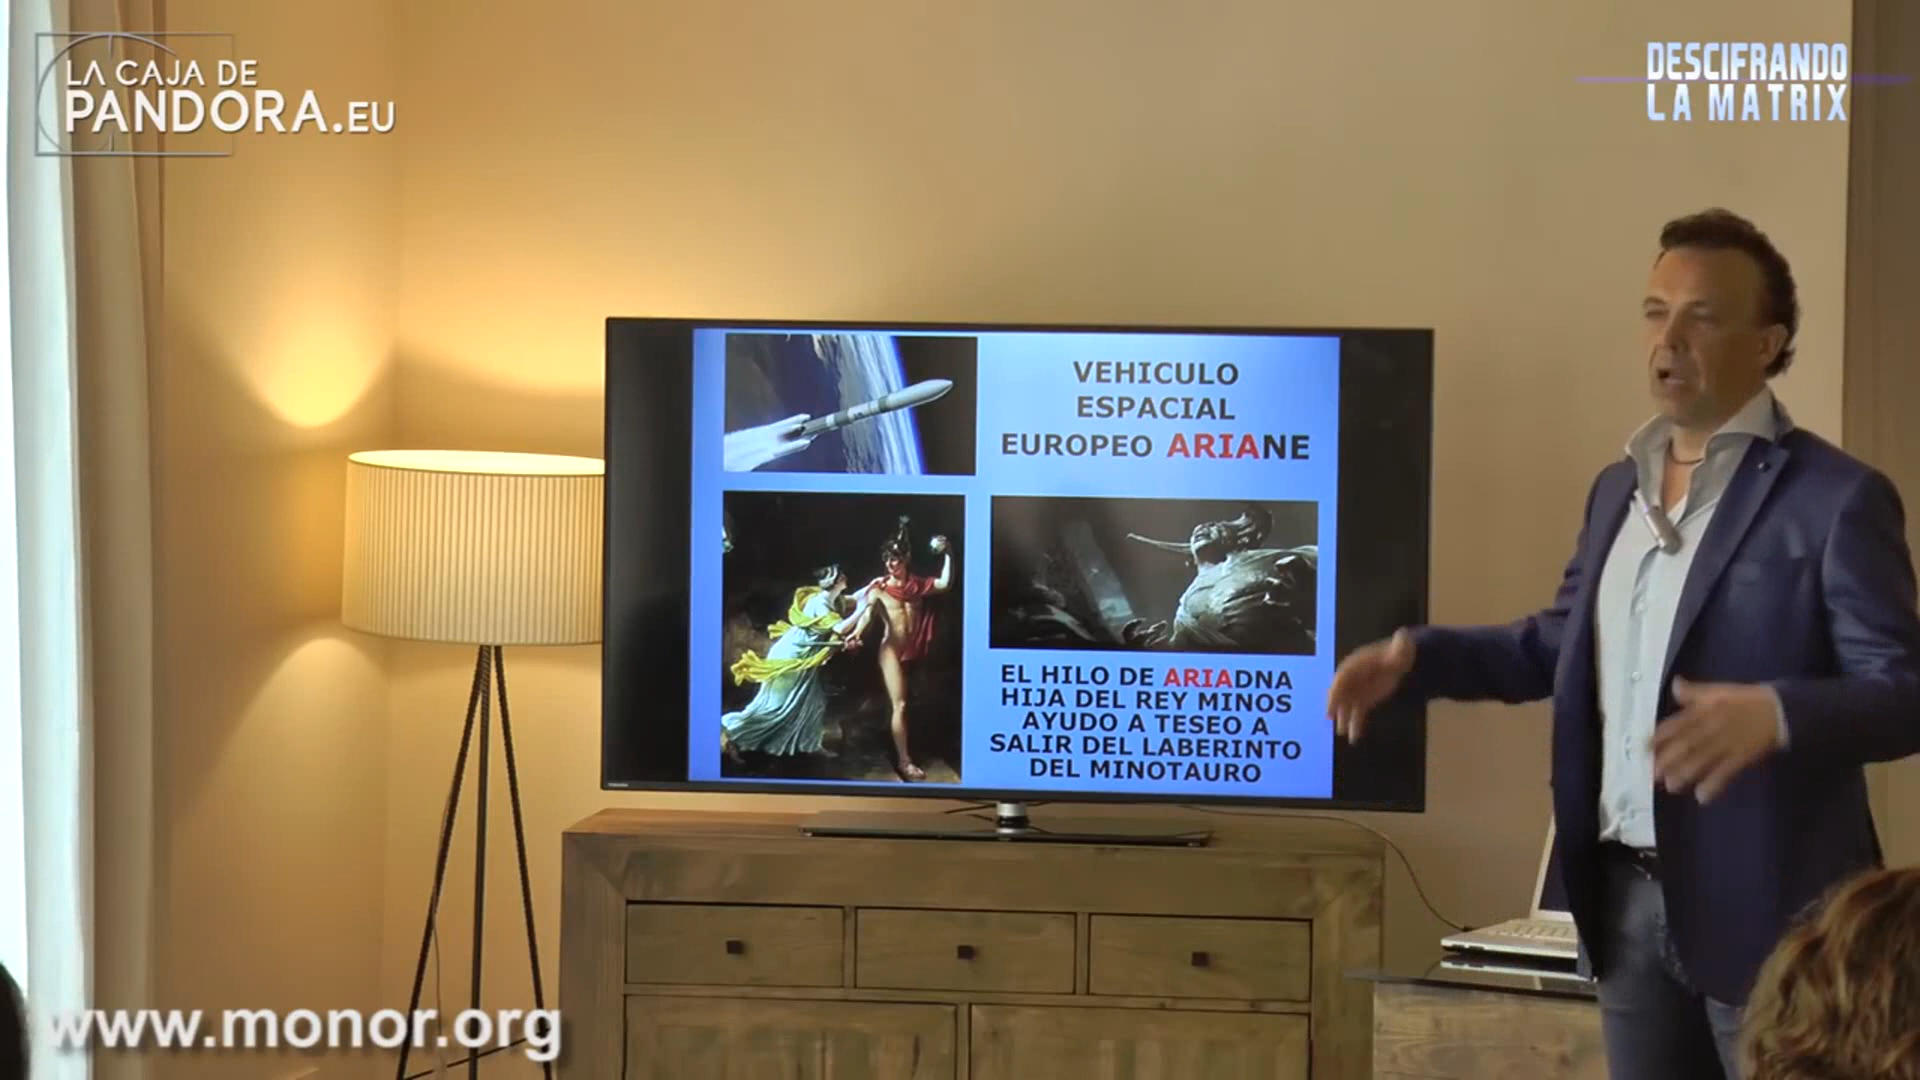 LA CAJA DE
PANDORA.EU
DESCIFRANDO
LA MATRIX
VEHICULO
ESPACIAL
EUROPEO ARIANE
EL HILO DE ARIADNA
HIJA DEL REY MINOS
AYUDO A TESEO A
SALIR DEL LABERINTO
DEL MINOTAURO
www.monor.org